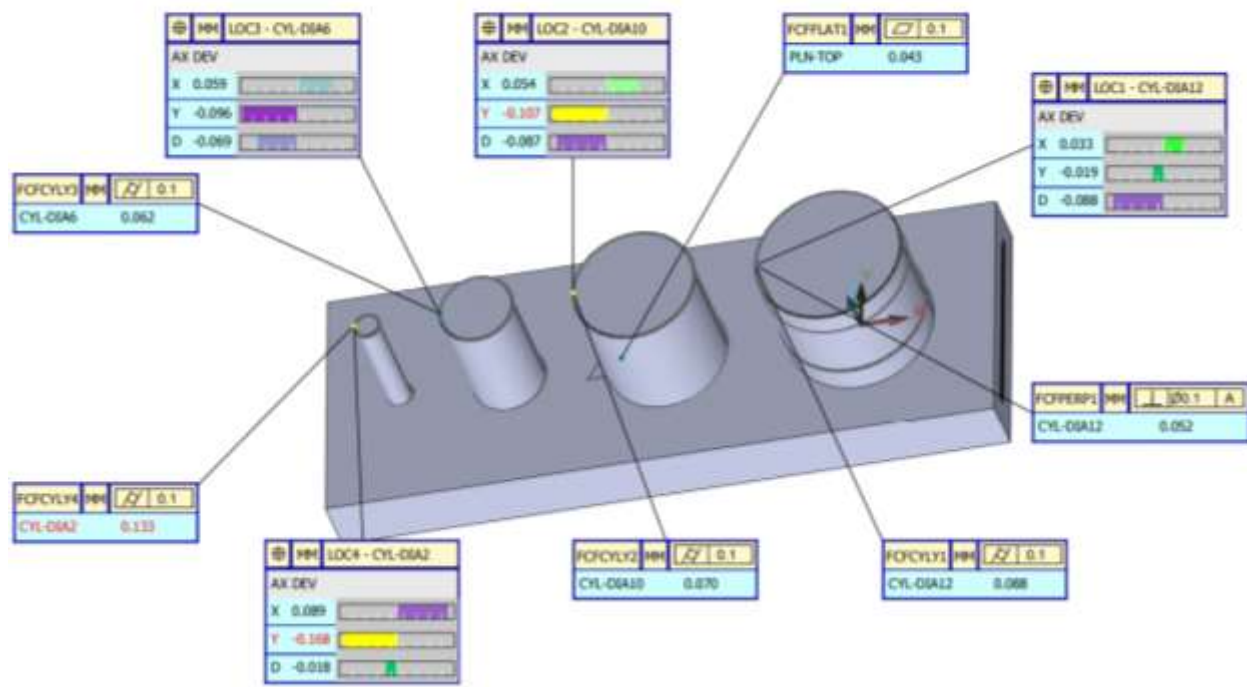 ⌖ MM LOC3 - CYL-DIA6
AX DEV
X 0.059
Y -0.096
D -0.069
⌖ MM LOC2 - CYL-DIA10
AX DEV
X 0.054
Y -0.107
D -0.087
FCFFLAT1 MM ⏥ 0.1
PLN-TOP 0.043
⌖ MM LOC1 - CYL-DIA12
AX DEV
X 0.033
Y -0.019
D -0.088
FCFCYLY3 MM ⌭ 0.1
CYL-DIA6 0.062
FCFPERP1 MM ⟂ Ø0.1 A
CYL-DIA12 0.052
FCFCYLY4 MM ⌭ 0.1
CYL-DIA2 0.133
⌖ MM LOC4 - CYL-DIA2
AX DEV
X 0.089
Y -0.168
D -0.018
FCFCYLY2 MM ⌭ 0.1
CYL-DIA10 0.070
FCFCYLY1 MM ⌭ 0.1
CYL-DIA12 0.088